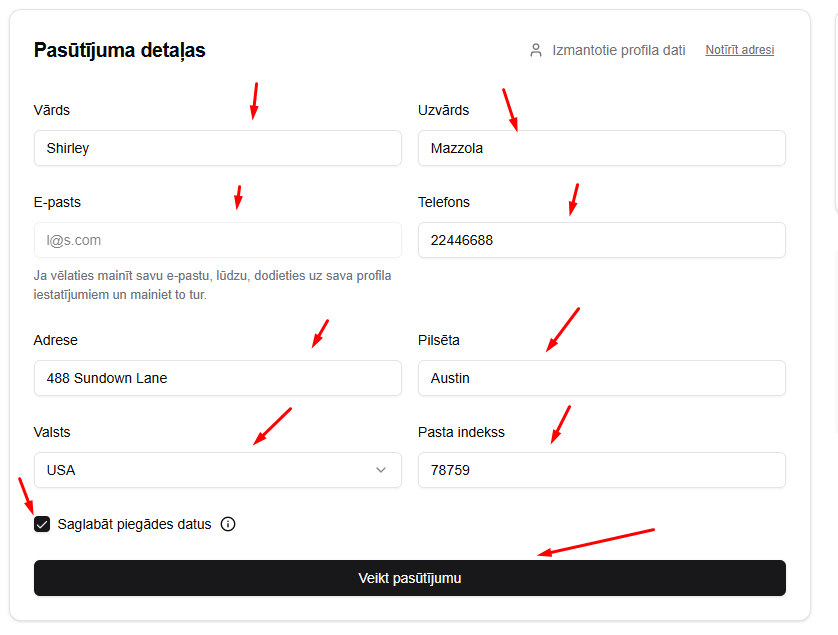 Pasūtījuma detaļas
Izmantotie profila dati
Notīrīt adresi
Vārds
Uzvārds
Shirley
Mazzola
E-pasts
Telefons
l@s.com
22446688
Ja vēlaties mainīt savu e-pastu, lūdzu, dodieties uz sava profila
iestatījumiem un mainiet to tur.
Adrese
Pilsēta
488 Sundown Lane
Austin
Valsts
Pasta indekss
USA
78759
Saglabāt piegādes datus
Veikt pasūtījumu